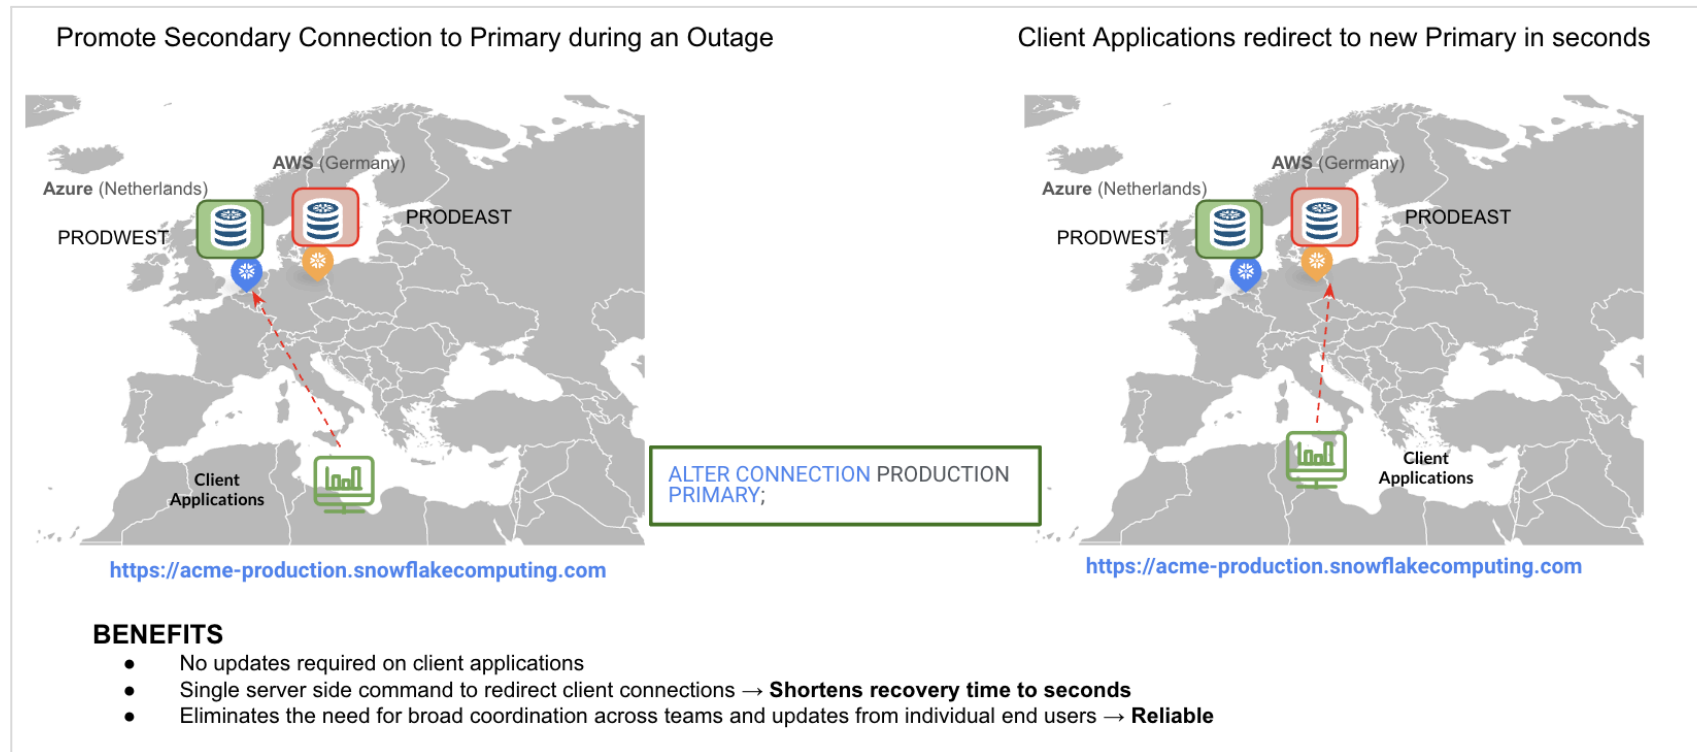 Promote Secondary Connection to Primary during an Outage
Client Applications redirect to new Primary in seconds
AWS (Germany)
Azure (Netherlands)
PRODEAST
PRODWEST
Client
Applications
https://acme-production.snowflakecomputing.com
ALTER CONNECTION PRODUCTION
PRIMARY;
AWS (Germany)
Azure (Netherlands)
PRODEAST
PRODWEST
Client
Applications
https://acme-production.snowflakecomputing.com
BENEFITS
● No updates required on client applications
● Single server side command to redirect client connections → Shortens recovery time to seconds
● Eliminates the need for broad coordination across teams and updates from individual end users → Reliable